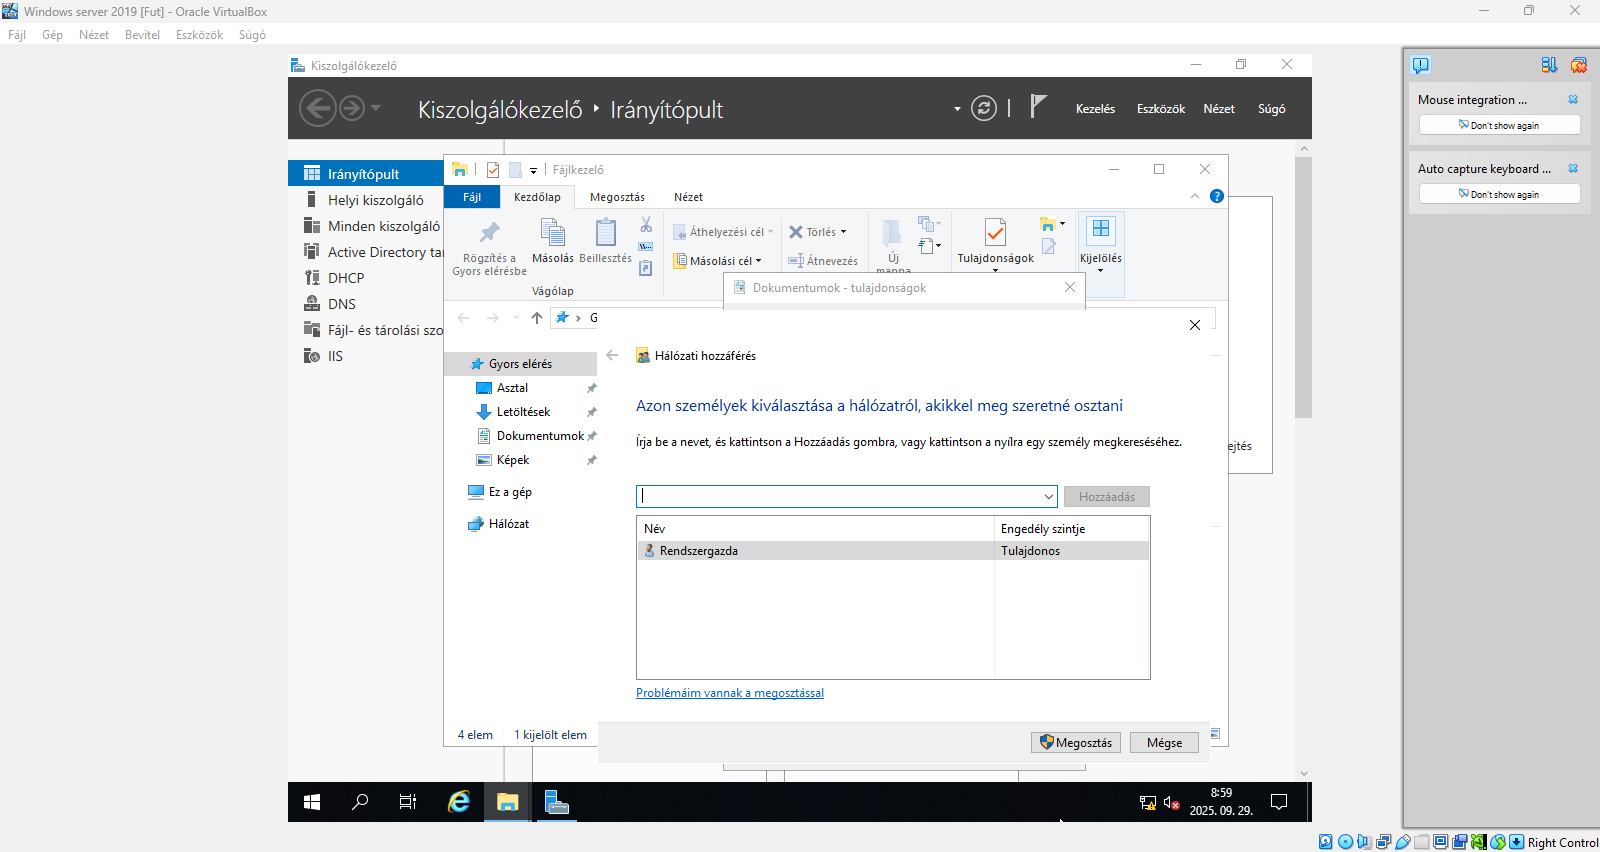 Windows server 2019 [Fut] - Oracle VirtualBox
Fájl Gép Nézet Bevitel Eszközök Súgó
Kiszolgálókezelő
Kiszolgálókezelő Irányítópult
Kezelés Eszközök Nézet Súgó
Irányítópult
Helyi kiszolgáló
Minden kiszolgáló
Active Directory tar
DHCP
DNS
Fájl- és tárolási szo
IIS
Fájlkezelő
Fájl Kezdőlap Megosztás Nézet
Rögzítés a
Gyors elérésbe
Másolás
Beillesztés
Vágólap
Áthelyezési cél
Másolási cél
Törlés
Átnevezés
Új
mappa
Tulajdonságok
Kijelölés
Dokumentumok - tulajdonságok
G
Gyors elérés
Asztal
Letöltések
Dokumentumok
Képek
Ez a gép
Hálózat
4 elem 1 kijelölt elem
Hálózati hozzáférés
Azon személyek kiválasztása a hálózatról, akikkel meg szeretné osztani
Írja be a nevet, és kattintson a Hozzáadás gombra, vagy kattintson a nyílra egy személy megkereséséhez.
Hozzáadás
Név Engedély szintje
Rendszergazda Tulajdonos
Problémáim vannak a megosztással
Megosztás Mégse
ejtés
8:59
2025. 09. 29.
Mouse integration ...
Don't show again
Auto capture keyboard ...
Don't show again
Right Control